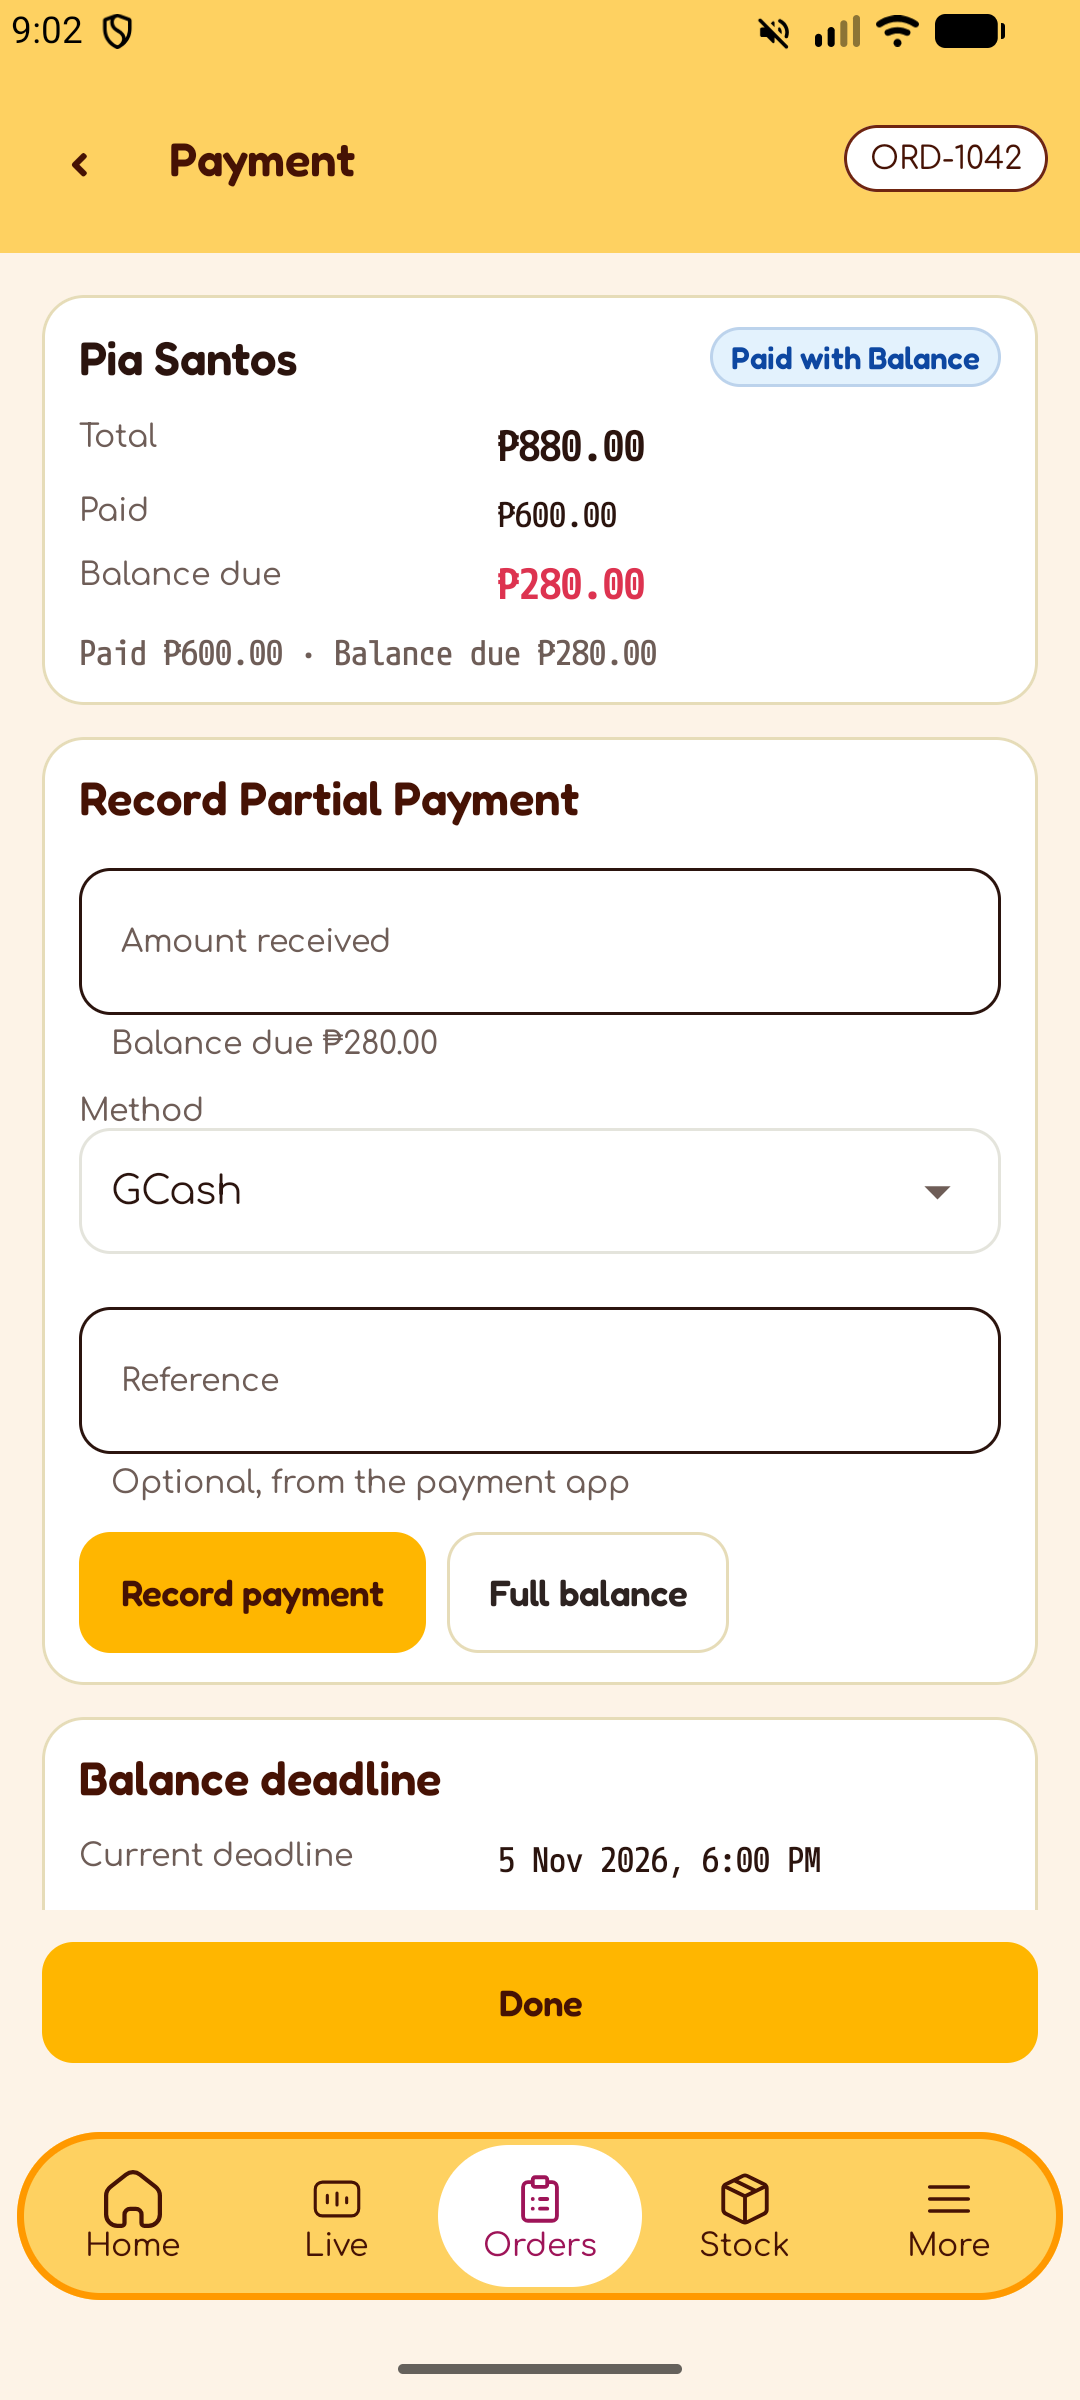 9:02
Payment
ORD-1042
Pia Santos
Paid with Balance
Total ₱880.00
Paid ₱600.00
Balance due ₱280.00
Paid ₱600.00 · Balance due ₱280.00
Record Partial Payment
Amount received
Balance due ₱280.00
Method
GCash
Reference
Optional, from the payment app
Record payment
Full balance
Balance deadline
Current deadline 5 Nov 2026, 6:00 PM
Done
Home Live Orders Stock More